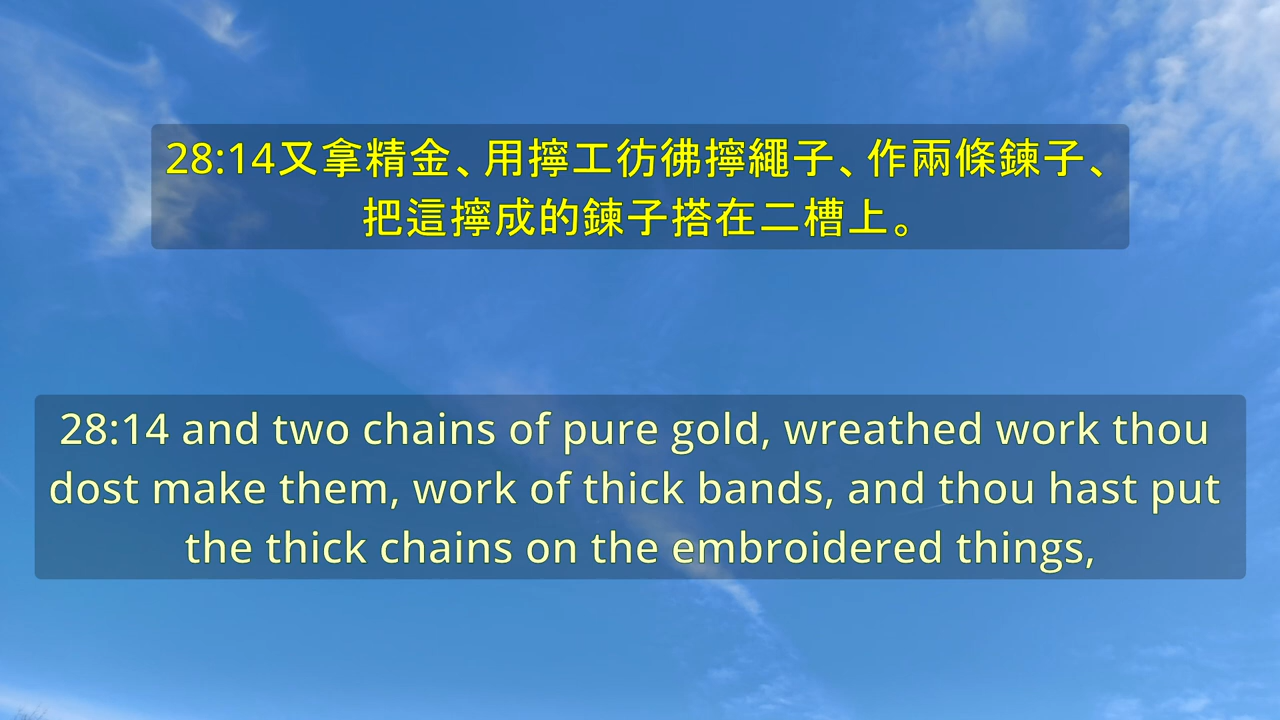 28:14又拿精金、用擰工彷彿擰繩子、作兩條鍊子、
把這擰成的鍊子搭在二槽上。
28:14 and two chains of pure gold, wreathed work thou
dost make them, work of thick bands, and thou hast put
the thick chains on the embroidered things,